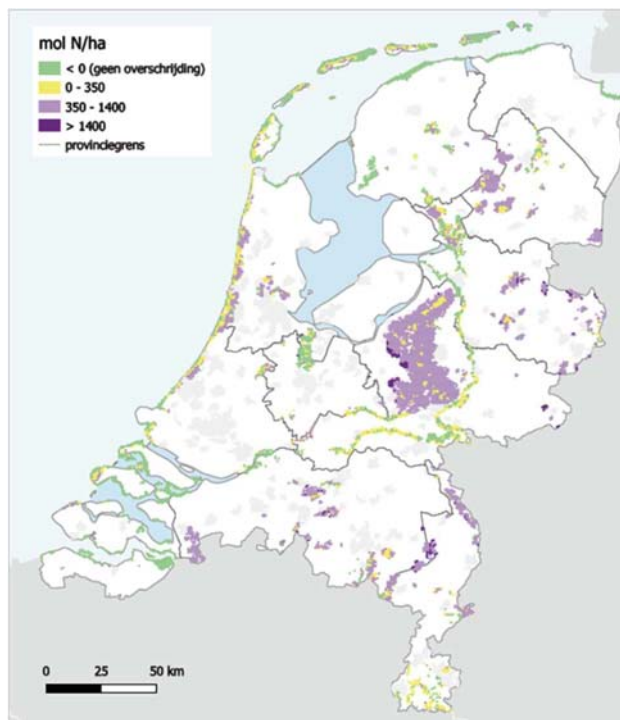 mol N/ha
< 0 (geen overschrijding)
0 - 350
350 - 1400
> 1400
provinciegrens
0 25 50 km